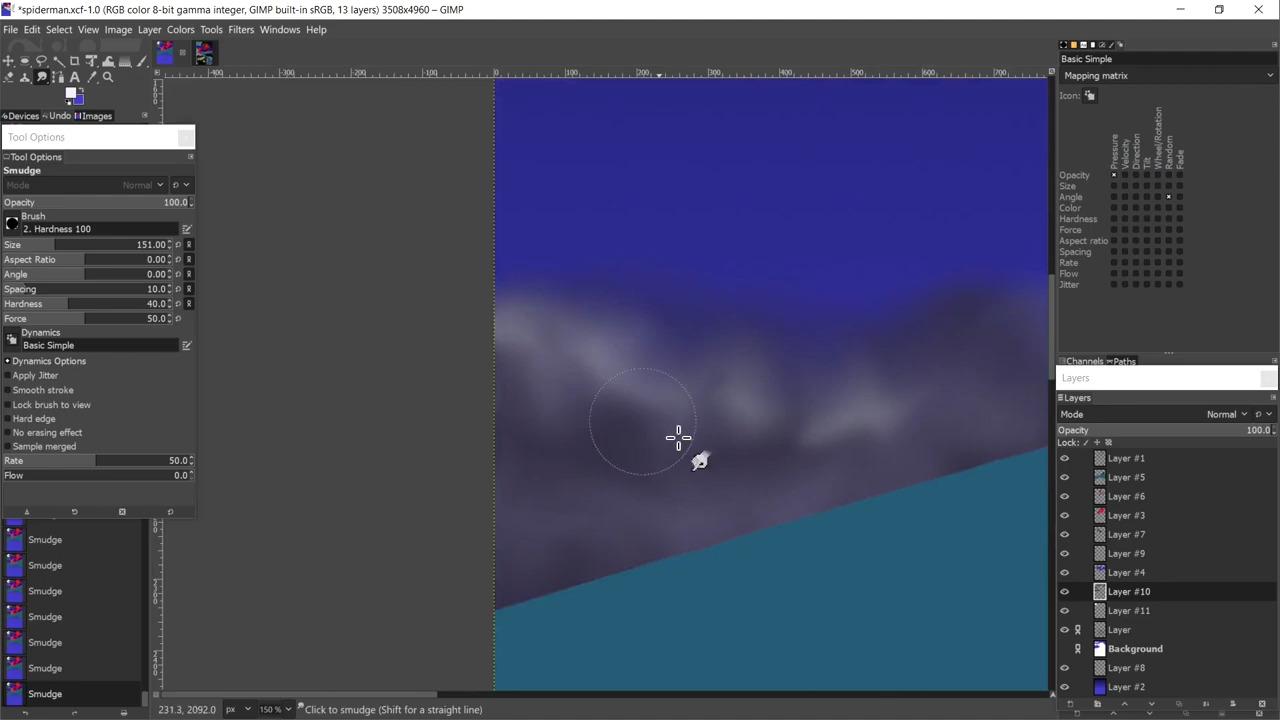 *spiderman.xcf-1.0 (RGB color 8-bit gamma integer, GIMP built-in sRGB, 13 layers) 3508x4960 – GIMP
File Edit Select View Image Layer Colors Tools Filters Windows Help
Devices Undo Images
Tool Options
Tool Options
Smudge
Mode Normal
Opacity 100.0
Brush
2. Hardness 100
Size 151.00
Aspect Ratio 0.00
Angle 0.00
Spacing 10.0
Hardness 40.0
Force 50.0
Dynamics
Basic Simple
Dynamics Options
Apply Jitter
Smooth stroke
Lock brush to view
Hard edge
No erasing effect
Sample merged
Rate 50.0
Flow 0.0
Smudge
Smudge
Smudge
Smudge
Smudge
Smudge
Smudge
-400 -300 -200 -100 0 100 200 300 400 500 600 700
231.3, 2092.0 px 150 % Click to smudge (Shift for a straight line)
Basic Simple
Mapping matrix
Icon:
Pressure
Velocity
Direction
Tilt
Wheel/Rotation
Random
Fade
Opacity
Size
Angle
Color
Hardness
Force
Aspect ratio
Spacing
Rate
Flow
Jitter
Channels Paths
Layers
Layers
Mode Normal
Opacity 100.0
Lock:
Layer #1
Layer #5
Layer #6
Layer #3
Layer #7
Layer #9
Layer #4
Layer #10
Layer #11
Layer
Background
Layer #8
Layer #2